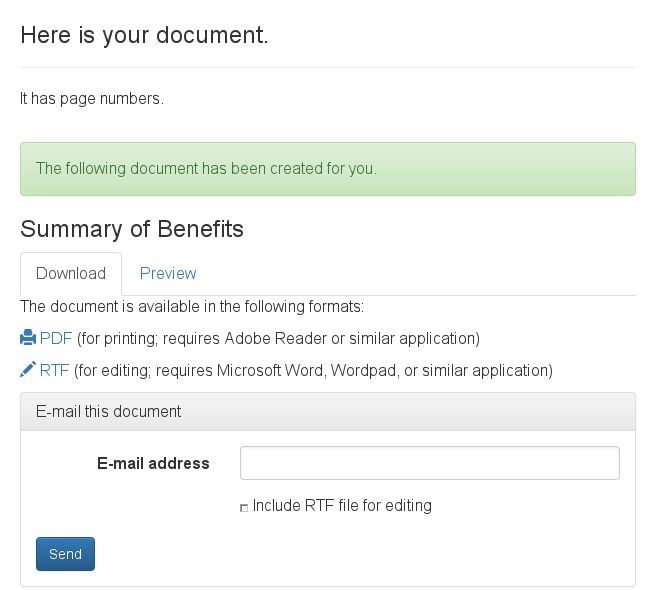 Here is your document.
It has page numbers.
The following document has been created for you.
Summary of Benefits
Download Preview
The document is available in the following formats:
PDF (for printing; requires Adobe Reader or similar application)
RTF (for editing; requires Microsoft Word, Wordpad, or similar application)
E-mail this document
E-mail address
Include RTF file for editing
Send